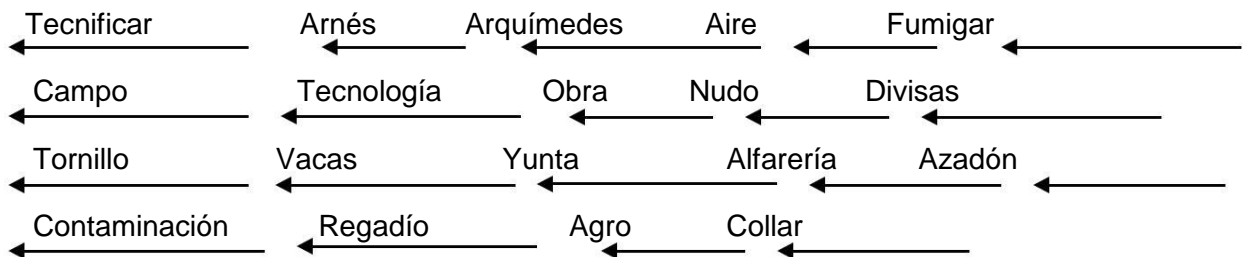 Tecnificar Arnés Arquímedes Aire Fumigar
Campo Tecnología Obra Nudo Divisas
Tornillo Vacas Yunta Alfarería Azadón
Contaminación Regadío Agro Collar